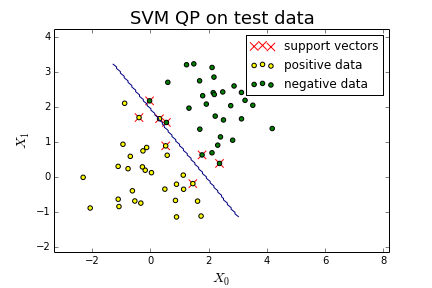 SVM QP on test data
support vectors
positive data
negative data
4
3
2
1
0
−1
−2
X1
−2
0
2
4
6
8
X0